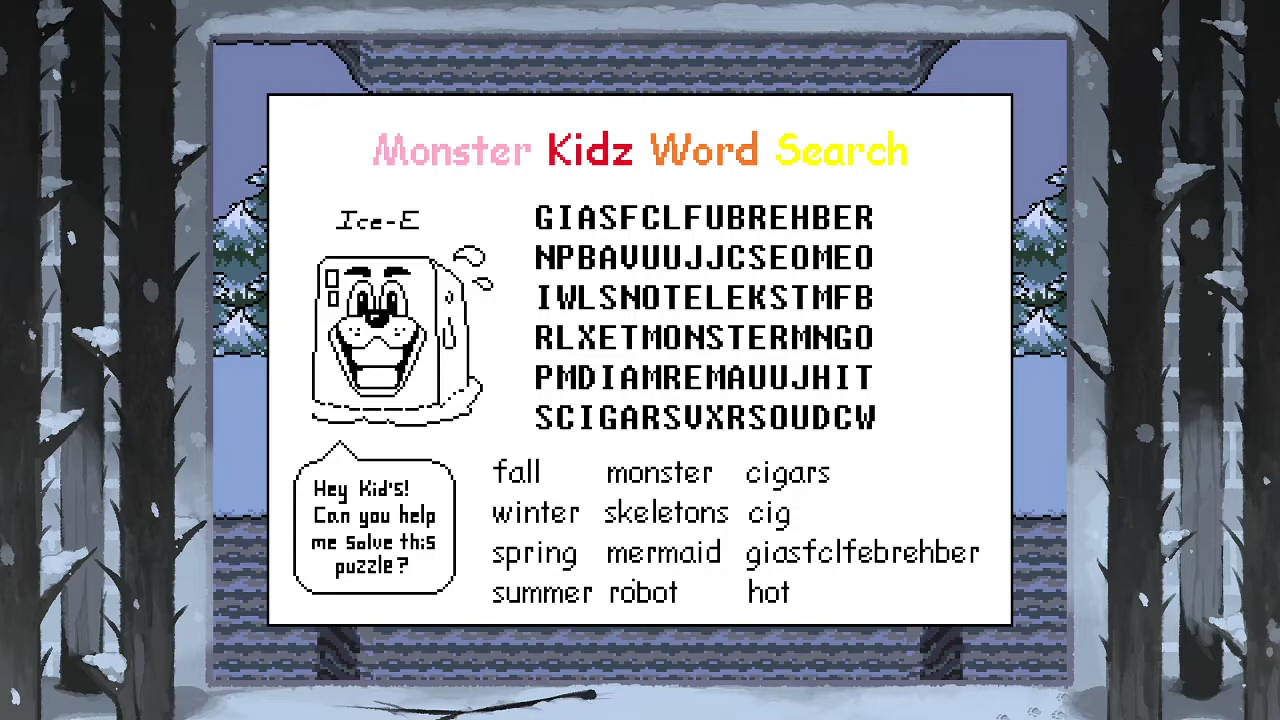 Monster Kidz Word Search
Ice-E
GIASFCLFUBREHBER
NPBAVUUJJCSEOMEO
IWLSNOTELEKSTMFB
RLXETMONSTERMNGO
PMDIAMREMAUUJHIT
SCIGARSVXRSOUDCW
Hey Kid's!
Can you help
me solve this
puzzle?
fall monster cigars
winter skeletons cig
spring mermaid giasfclfebrehber
summer robot hot